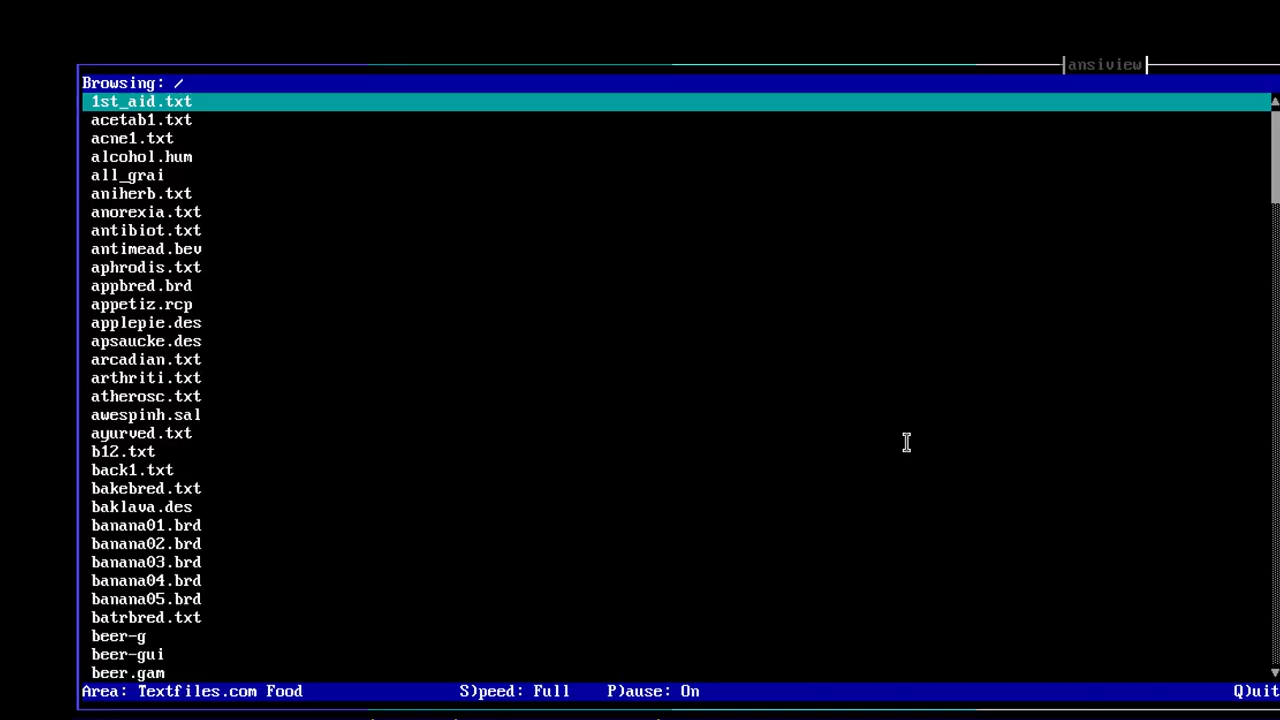 ansiview
Browsing: /
1st_aid.txt
acetab1.txt
acne1.txt
alcohol.hum
all_grai
aniherb.txt
anorexia.txt
antibiot.txt
antimead.bev
aphrodis.txt
appbred.brd
appetiz.rcp
applepie.des
apsaucke.des
arcadian.txt
arthriti.txt
atherosc.txt
awespinh.sal
ayurved.txt
b12.txt
back1.txt
bakebred.txt
baklava.des
banana01.brd
banana02.brd
banana03.brd
banana04.brd
banana05.brd
batrbred.txt
beer-g
beer-gui
beer.gam
Area: Textfiles.com Food S)peed: Full P)ause: On Q)uit